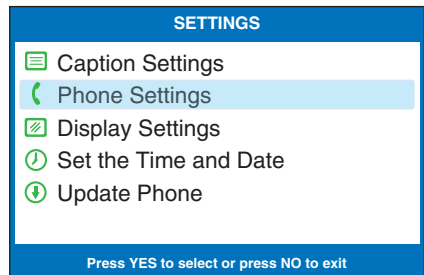 SETTINGS
Caption Settings
Phone Settings
Display Settings
Set the Time and Date
Update Phone
Press YES to select or press NO to exit